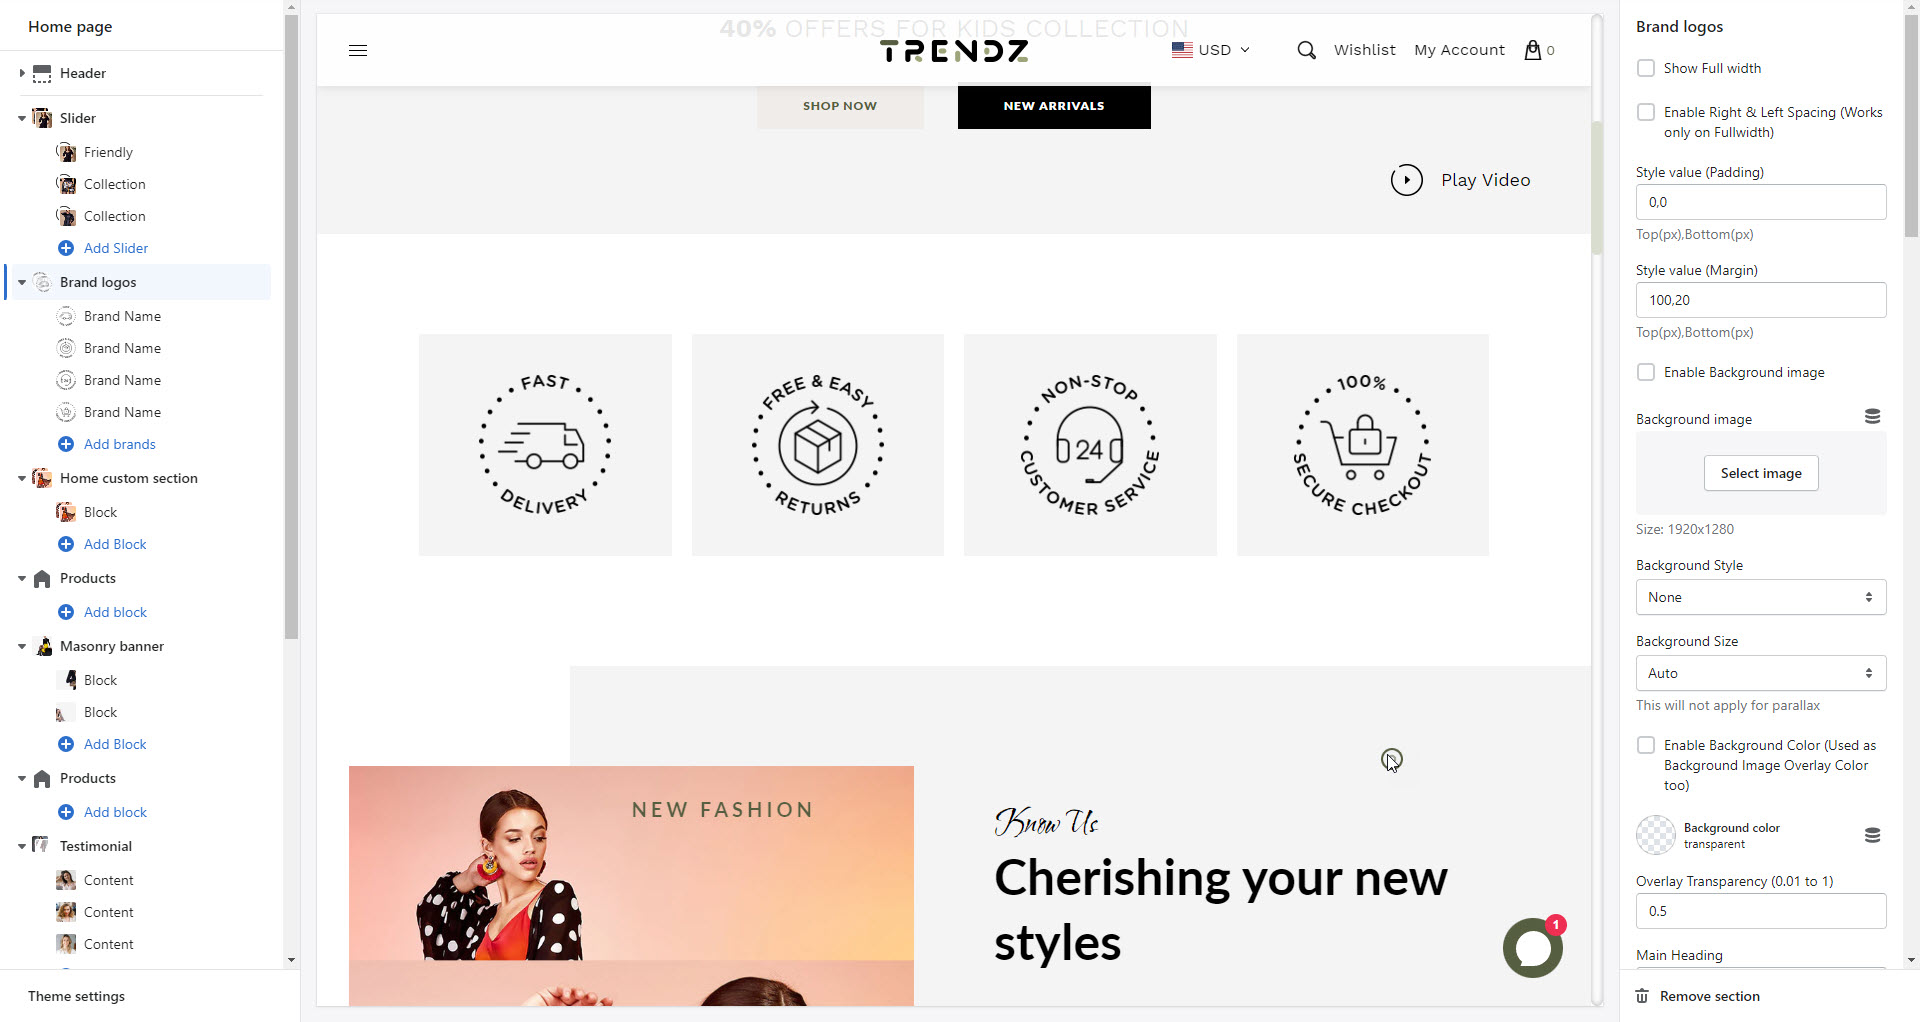 Home page
Header
Slider
Friendly
Collection
Collection
Add Slider
Brand logos
Brand Name
Brand Name
Brand Name
Brand Name
Add brands
Home custom section
Block
Add Block
Products
Add block
Masonry banner
Block
Block
Add Block
Products
Add block
Testimonial
Content
Content
Content
Theme settings
40% OFFERS FOR KIDS COLLECTION
TRENDZ
USD
Wishlist
My Account
0
SHOP NOW
NEW ARRIVALS
Play Video
FAST
DELIVERY
FREE & EASY
RETURNS
NON-STOP
24
CUSTOMER SERVICE
100%
SECURE CHECKOUT
NEW FASHION
Know Us
Cherishing your new
styles
1
Brand logos
Show Full width
Enable Right & Left Spacing (Works
only on Fullwidth)
Style value (Padding)
0,0
Top(px),Bottom(px)
Style value (Margin)
100,20
Top(px),Bottom(px)
Enable Background image
Background image
Select image
Size: 1920x1280
Background Style
None
Background Size
Auto
This will not apply for parallax
Enable Background Color (Used as
Background Image Overlay Color
too)
Background color
transparent
Overlay Transparency (0.01 to 1)
0.5
Main Heading
Remove section